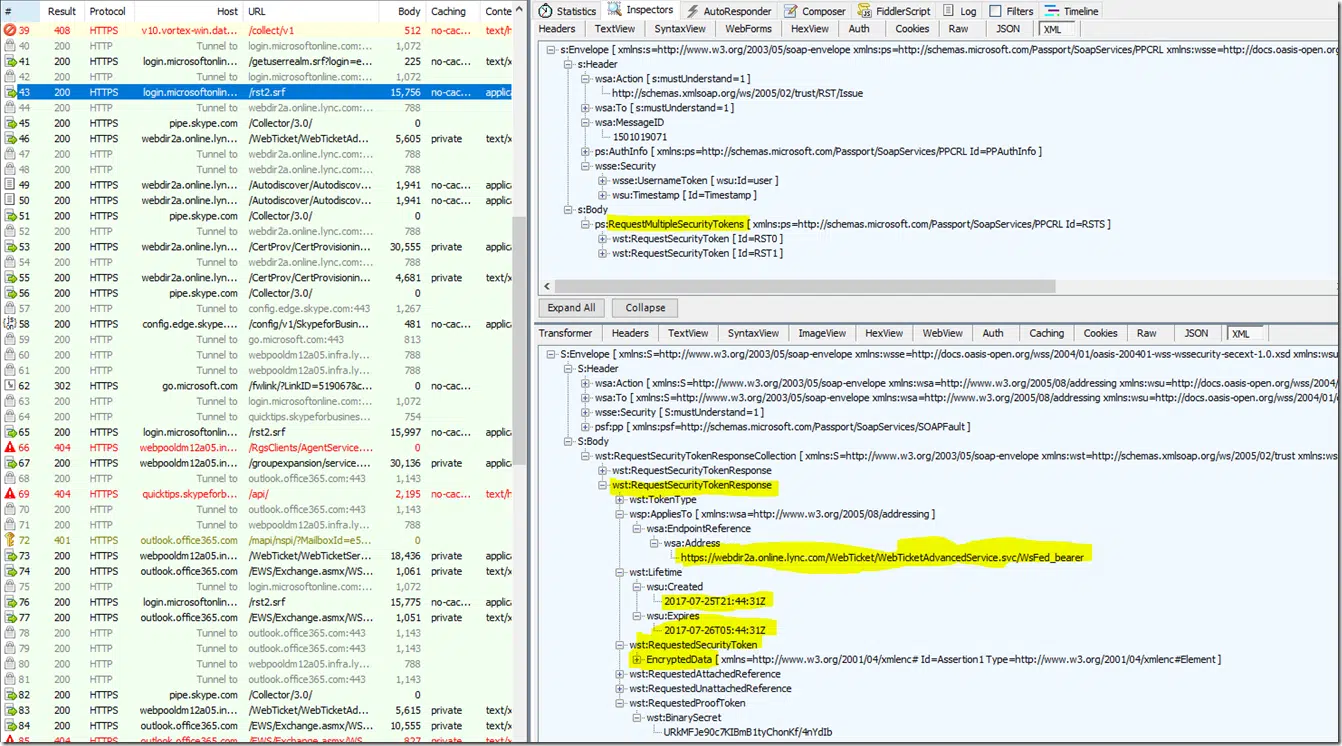 # Result Protocol Host URL Body Caching Conte
39 408 HTTPS v10.vortex-win.dat... /collect/v1 512 no-cac... text/h
40 200 HTTP Tunnel to login.microsoftonline.com:... 1,072
41 200 HTTPS login.microsoftonlin... /getuserrealm.srf?login=e... 225 no-cac... text/x
42 200 HTTP Tunnel to login.microsoftonline.com:... 1,072
43 200 HTTPS login.microsoftonlin... /rst2.srf 15,756 no-cac... applica
44 200 HTTP Tunnel to webdir2a.online.lync.com:... 788
45 200 HTTPS pipe.skype.com /Collector/3.0/ 0
46 200 HTTPS webdir2a.online.lyn... /WebTicket/WebTicketAd... 5,605 private text/x
47 200 HTTP Tunnel to webdir2a.online.lync.com:... 788
48 200 HTTP Tunnel to webdir2a.online.lync.com:... 788
49 200 HTTPS webdir2a.online.lyn... /Autodiscover/Autodiscov... 1,941 no-cac... applica
50 200 HTTPS webdir2a.online.lyn... /Autodiscover/Autodiscov... 1,941 no-cac... applica
51 200 HTTPS pipe.skype.com /Collector/3.0/ 0
52 200 HTTP Tunnel to webdir2a.online.lync.com:... 788
53 200 HTTPS webdir2a.online.lyn... /CertProv/CertProvisionin... 30,555 private text/x
54 200 HTTP Tunnel to webdir2a.online.lync.com:... 788
55 200 HTTPS webdir2a.online.lyn... /CertProv/CertProvisionin... 4,681 private text/x
56 200 HTTPS pipe.skype.com /Collector/3.0/ 0
57 200 HTTP Tunnel to config.edge.skype.com:443 1,267
58 200 HTTPS config.edge.skype.... /config/v1/SkypeforBusin... 481 no-cac... applica
59 200 HTTP Tunnel to go.microsoft.com:443 813
60 200 HTTP Tunnel to webpooldm12a05.infra.ly... 788
61 200 HTTP Tunnel to webpooldm12a05.infra.ly... 788
62 302 HTTPS go.microsoft.com /fwlink/?LinkID=519067&c... 0 private
63 200 HTTP Tunnel to login.microsoftonline.com:... 1,072
64 200 HTTP Tunnel to quicktips.skypeforbusines... 754
65 200 HTTPS login.microsoftonlin... /rst2.srf 15,997 no-cac... applica
66 404 HTTPS webpooldm12a05.in... /RgsClients/AgentService.... 0
67 200 HTTPS webpooldm12a05.in... /groupexpansion/service.... 30,136 private text/x
68 200 HTTP Tunnel to outlook.office365.com:443 1,143
69 404 HTTPS quicktips.skypeforb... /api/ 2,195 no-cac... text/h
70 200 HTTP Tunnel to outlook.office365.com:443 1,143
71 200 HTTP Tunnel to webpooldm12a05.infra.ly... 788
72 401 HTTPS outlook.office365.com /mapi/nspi/?MailboxId=e5... 0
73 200 HTTPS webpooldm12a05.in... /WebTicket/WebTicketSer... 18,436 private text/x
74 200 HTTPS outlook.office365.com /EWS/Exchange.asmx/WS... 1,061 private text/x
75 200 HTTP Tunnel to login.microsoftonline.com:... 1,143
76 200 HTTPS login.microsoftonlin... /rst2.srf 15,775 no-cac... applica
77 200 HTTPS outlook.office365.com /EWS/Exchange.asmx/WS... 1,051 private text/x
78 200 HTTP Tunnel to outlook.office365.com:443 1,143
79 200 HTTP Tunnel to outlook.office365.com:443 1,143
80 200 HTTP Tunnel to webpooldm12a05.infra.ly... 788
81 200 HTTP Tunnel to outlook.office365.com:443 1,143
82 200 HTTPS pipe.skype.com /Collector/3.0/ 0
83 200 HTTPS webpooldm12a05.in... /WebTicket/WebTicketAd... 5,615 private text/x
84 200 HTTPS outlook.office365.com /EWS/Exchange.asmx/WS... 10,555 private text/x
85 404 HTTPS outlook.office365.com /EWS/Exchange.asmx/WS... 827 private text/x
Statistics Inspectors AutoResponder Composer FiddlerScript Log Filters Timeline
Headers TextView SyntaxView WebForms HexView Auth Cookies Raw JSON XML
s:Envelope [ xmlns:s=http://www.w3.org/2003/05/soap-envelope xmlns:ps=http://schemas.microsoft.com/Passport/SoapServices/PPCRL xmlns:wsse=http://docs.oasis-open.org
s:Header
wsa:Action [ s:mustUnderstand=1 ]
http://schemas.xmlsoap.org/ws/2005/02/trust/RST/Issue
wsa:To [ s:mustUnderstand=1 ]
wsa:MessageID
1501019071
ps:AuthInfo [ xmlns:ps=http://schemas.microsoft.com/Passport/SoapServices/PPCRL Id=PPAuthInfo ]
wsse:Security
wsse:UsernameToken [ wsu:Id=user ]
wsu:Timestamp [ Id=Timestamp ]
s:Body
ps:RequestMultipleSecurityTokens [ xmlns:ps=http://schemas.microsoft.com/Passport/SoapServices/PPCRL Id=RSTS ]
wst:RequestSecurityToken [ Id=RST0 ]
wst:RequestSecurityToken [ Id=RST1 ]
Expand All Collapse
Transformer Headers TextView SyntaxView ImageView HexView WebView Auth Caching Cookies Raw JSON XML
S:Envelope [ xmlns:S=http://www.w3.org/2003/05/soap-envelope xmlns:wsse=http://docs.oasis-open.org/wss/2004/01/oasis-200401-wss-wssecurity-secext-1.0.xsd xmlns:wsu
S:Header
wsa:Action [ xmlns:S=http://www.w3.org/2003/05/soap-envelope xmlns:wsa=http://www.w3.org/2005/08/addressing xmlns:wsu=http://docs.oasis-open.org/wss/2004/
wsa:To [ xmlns:S=http://www.w3.org/2003/05/soap-envelope xmlns:wsa=http://www.w3.org/2005/08/addressing xmlns:wsu=http://docs.oasis-open.org/wss/2004/01/
wsse:Security [ S:mustUnderstand=1 ]
psf:pp [ xmlns:psf=http://schemas.microsoft.com/Passport/SoapServices/SOAPFault ]
S:Body
wst:RequestSecurityTokenResponseCollection [ xmlns:S=http://www.w3.org/2003/05/soap-envelope xmlns:wst=http://schemas.xmlsoap.org/ws/2005/02/trust xmlns:ws
wst:RequestSecurityTokenResponse
wst:RequestSecurityTokenResponse
wst:TokenType
wsp:AppliesTo [ xmlns:wsa=http://www.w3.org/2005/08/addressing ]
wsa:EndpointReference
wsa:Address
https://webdir2a.online.lync.com/WebTicket/WebTicketAdvancedService.svc/WsFed_bearer
wst:Lifetime
wsu:Created
2017-07-25T21:44:31Z
wsu:Expires
2017-07-26T05:44:31Z
wst:RequestedSecurityToken
EncryptedData [ xmlns=http://www.w3.org/2001/04/xmlenc# Id=Assertion1 Type=http://www.w3.org/2001/04/xmlenc#Element ]
wst:RequestedAttachedReference
wst:RequestedUnattachedReference
wst:RequestedProofToken
wst:BinarySecret
URkMFJe90c7KIBmB1tyChonKf/4nYdIb